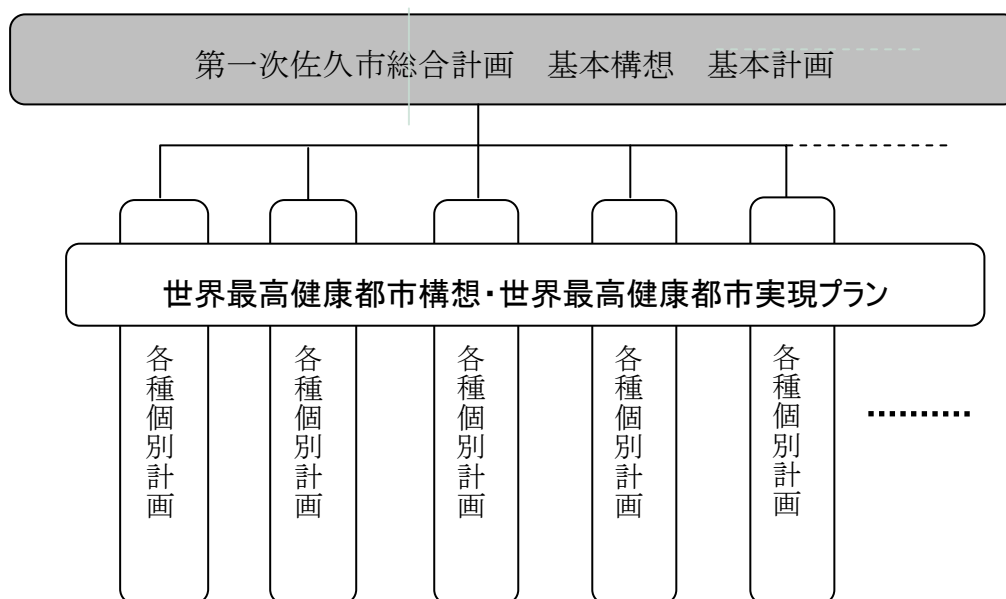 第一次佐久市総合計画　基本構想　基本計画
世界最高健康都市構想・世界最高健康都市実現プラン
各種個別計画
各種個別計画
各種個別計画
各種個別計画
各種個別計画